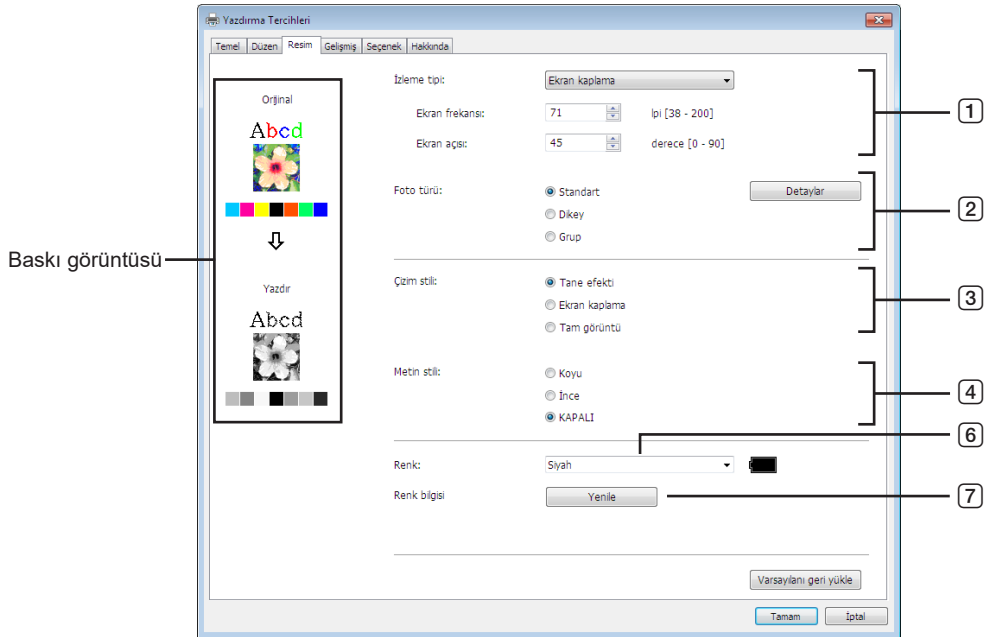 Yazdırma Tercihleri
Temel Düzen Resim Gelişmiş Seçenek Hakkında
Orijinal
Abcd
Yazdır
Abcd
Baskı görüntüsü
İzleme tipi: Ekran kaplama
Ekran frekansı: 71 lpi [38 - 200]
Ekran açısı: 45 derece [0 - 90]
1
Foto türü: Standart Detaylar
Dikey
Grup
2
Çizim stili: Tane efekti
Ekran kaplama
Tam görüntü
3
Metin stili: Koyu
İnce
KAPALI
4
6
Renk: Siyah
Renk bilgisi Yenile
7
Varsayılanı geri yükle
Tamam İptal